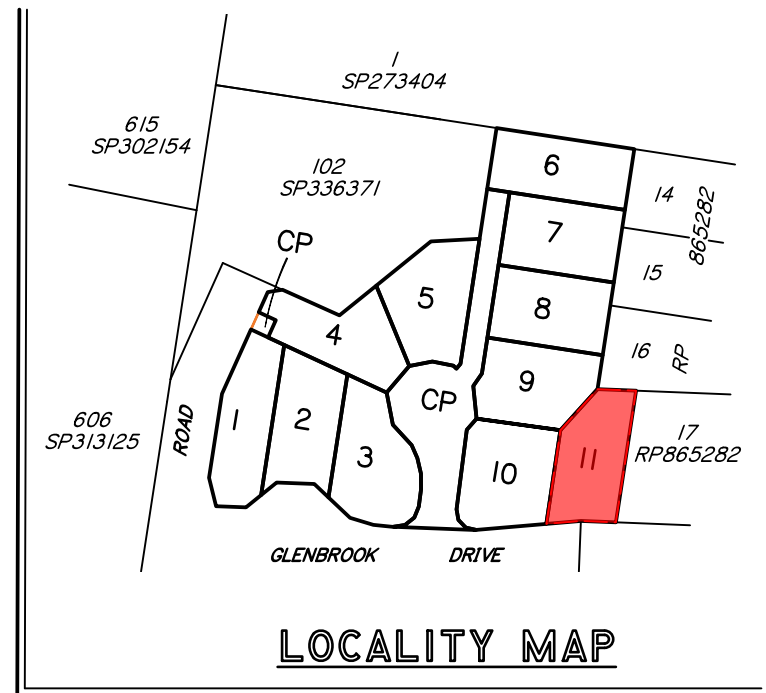 1
SP273404
615
SP302154
102
SP336371
CP
6
14
865282
7
15
5
8
4
16
RP
9
CP
606
SP313125
ROAD
1
2
3
10
11
17
RP865282
GLENBROOK DRIVE
LOCALITY MAP